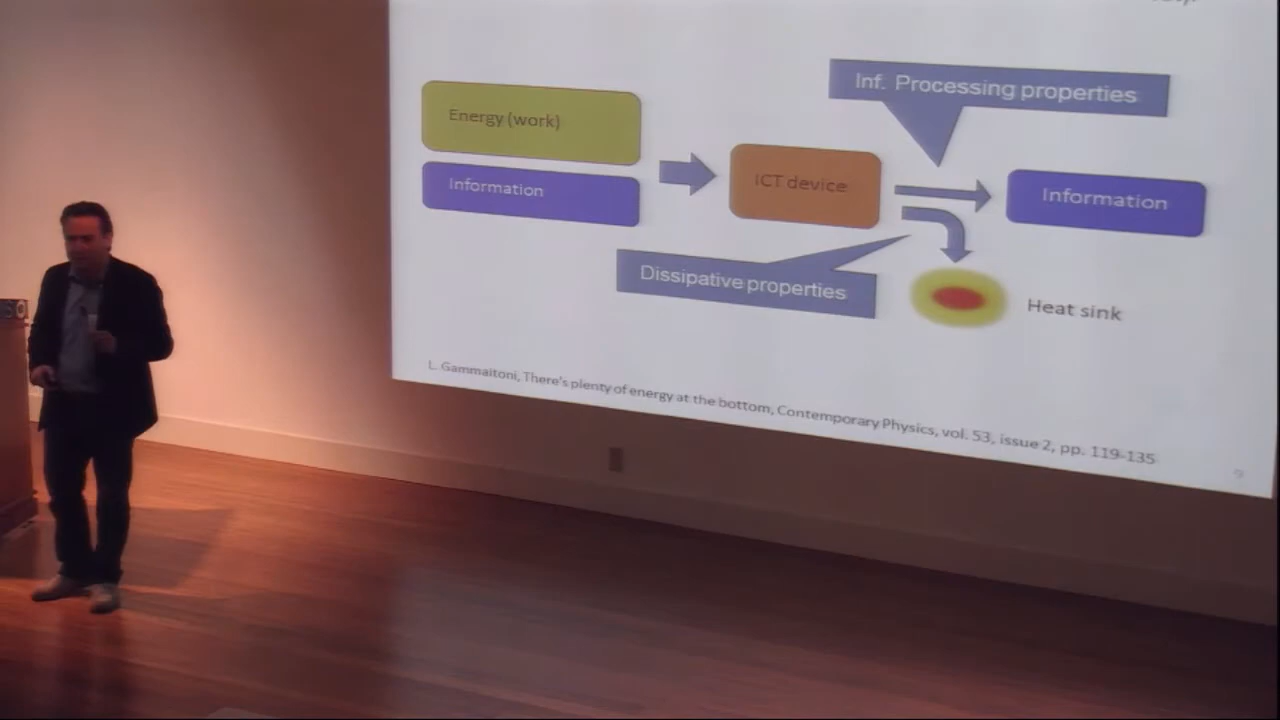 Inf. Processing properties
Energy (work)
Information
ICT device
Information
Dissipative properties
Heat sink
L. Gammaitoni, There's plenty of energy at the bottom, Contemporary Physics, vol. 53, issue 2, pp. 119-135
9